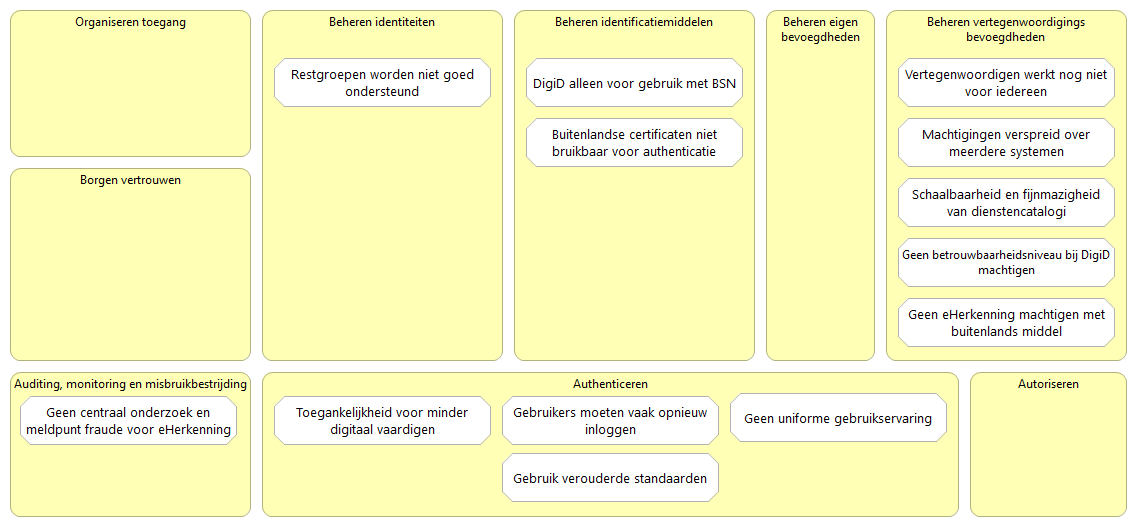 Organiseren toegang
Borgen vertrouwen
Beheren identiteiten
Restgroepen worden niet goed
ondersteund
Beheren identificatiemiddelen
DigiD alleen voor gebruik met BSN
Buitenlandse certificaten niet
bruikbaar voor authenticatie
Beheren eigen
bevoegdheden
Beheren vertegenwoordigings
bevoegdheden
Vertegenwoordigen werkt nog niet
voor iedereen
Machtigingen verspreid over
meerdere systemen
Schaalbaarheid en fijnmazigheid
van dienstencatalogi
Geen betrouwbaarheidsniveau bij DigiD
machtigen
Geen eHerkenning machtigen met
buitenlands middel
Auditing, monitoring en misbruikbestrijding
Geen centraal onderzoek en
meldpunt fraude voor eHerkenning
Authenticeren
Toegankelijkheid voor minder
digitaal vaardigen
Gebruikers moeten vaak opnieuw
inloggen
Geen uniforme gebruikservaring
Gebruik verouderde standaarden
Autoriseren